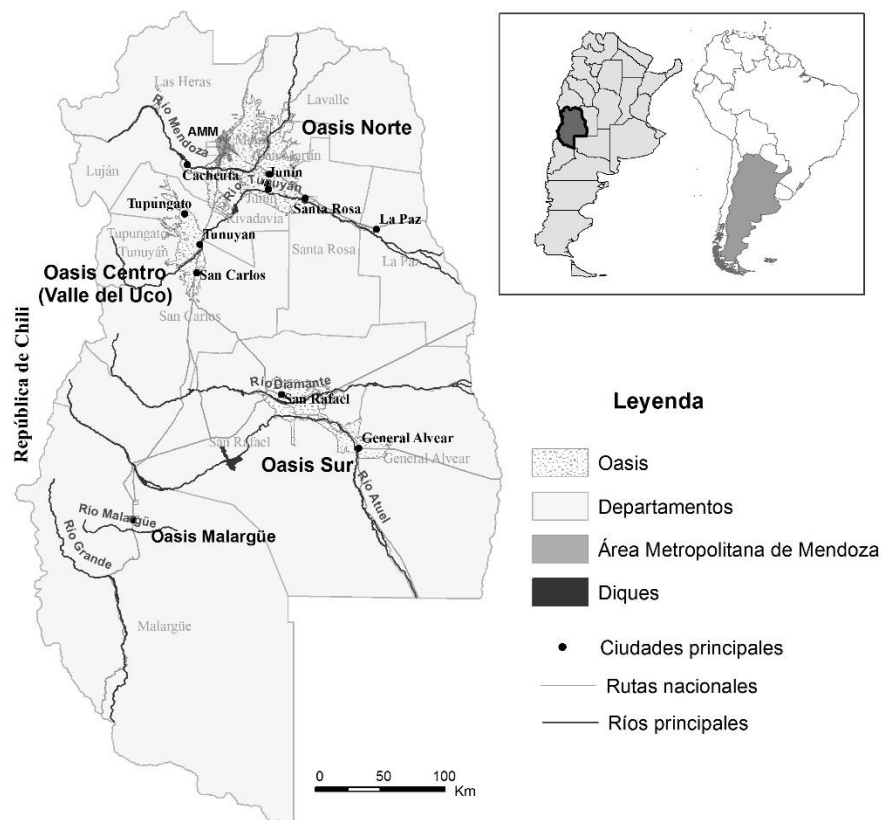 Las Heras
Lavalle
Río Mendoza
AMM
Oasis Norte
Junín
Cacheuta
Luján
Río Tunuyán
Junín
Rivadavia
Santa Rosa
Tupungato
La Paz
Tupungato
Tunuyan
Santa Rosa
Tunuyán
La Paz
Oasis Centro
(Valle del Uco)
San Carlos
San Carlos
República de Chili
Río Diamante
San Rafael
General Alvear
San Rafael
General Alvear
Oasis Sur
Río Atuel
Río Malargüe
Oasis Malargüe
Río Grande
Malargüe
0 50 100
Km
Leyenda
Oasis
Departamentos
Área Metropolitana de Mendoza
Diques
Ciudades principales
Rutas nacionales
Ríos principales